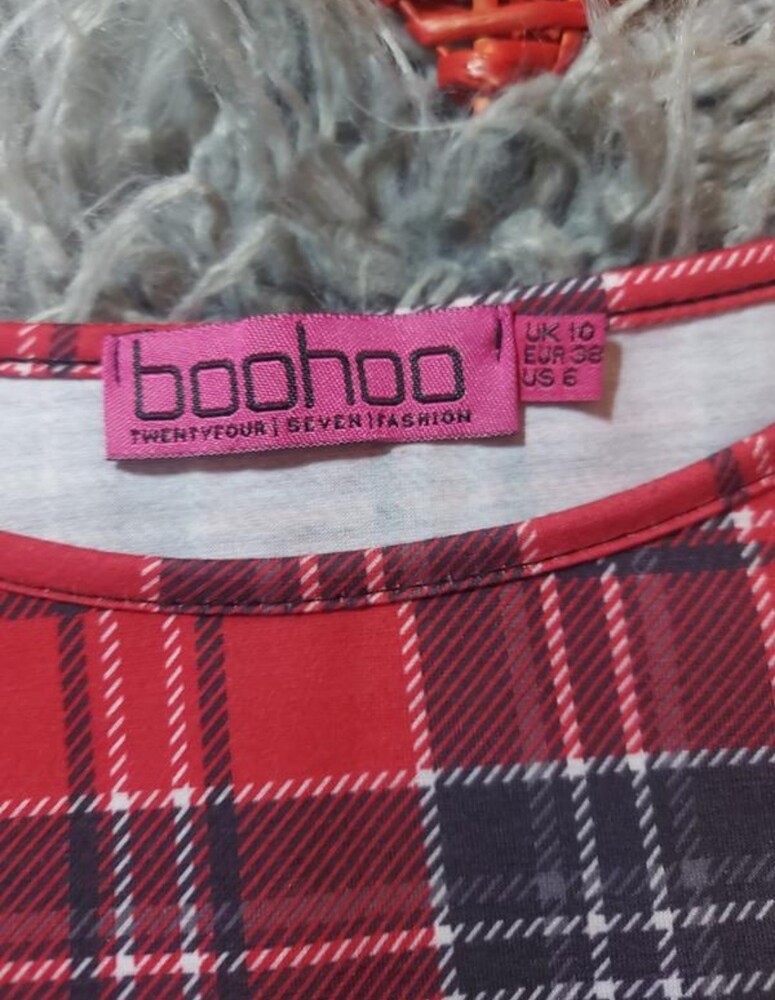 boohoo
TWENTYFOUR | SEVEN | FASHION
UK 10
EUR 38
US 6